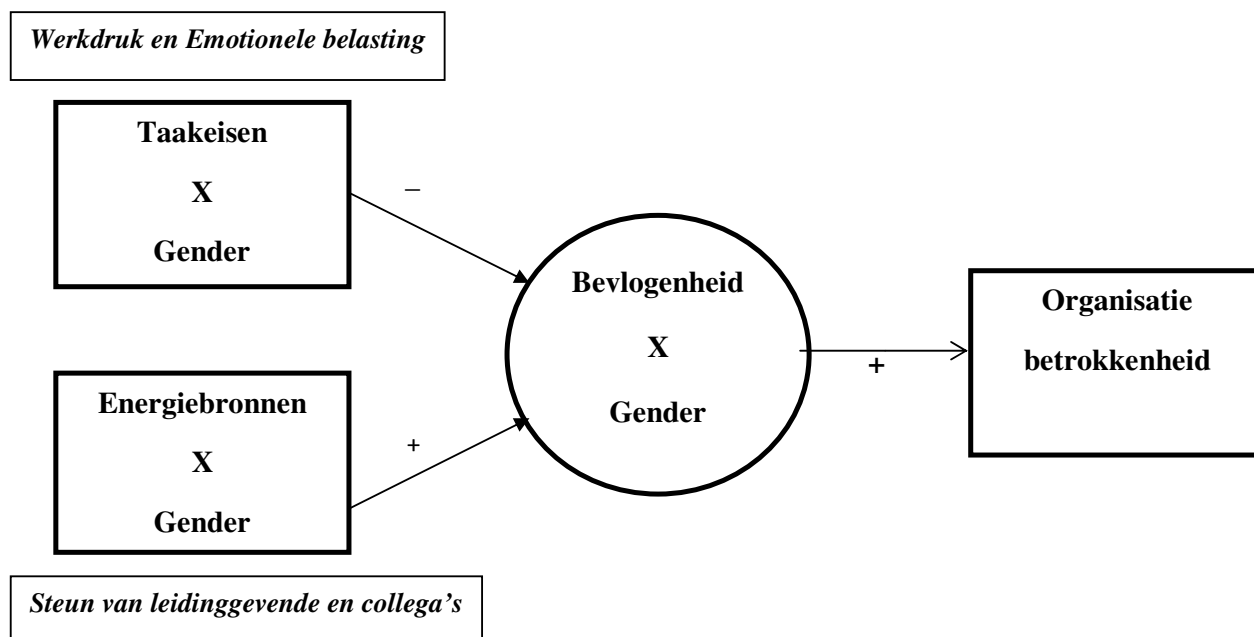 Werkdruk en Emotionele belasting
Taakeisen
X
Gender
–
Energiebronnen
X
Gender
+
Steun van leidinggevende en collega's
Bevlogenheid
X
Gender
+
Organisatie
betrokkenheid